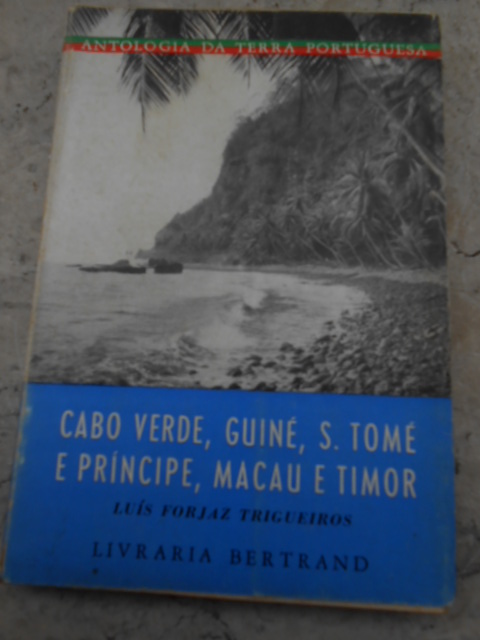 ANTOLOGIA DA TERRA PORTUGUESA
CABO VERDE, GUINÉ, S. TOMÉ
E PRÍNCIPE, MACAU E TIMOR
LUÍS FORJAZ TRIGUEIROS
LIVRARIA BERTRAND